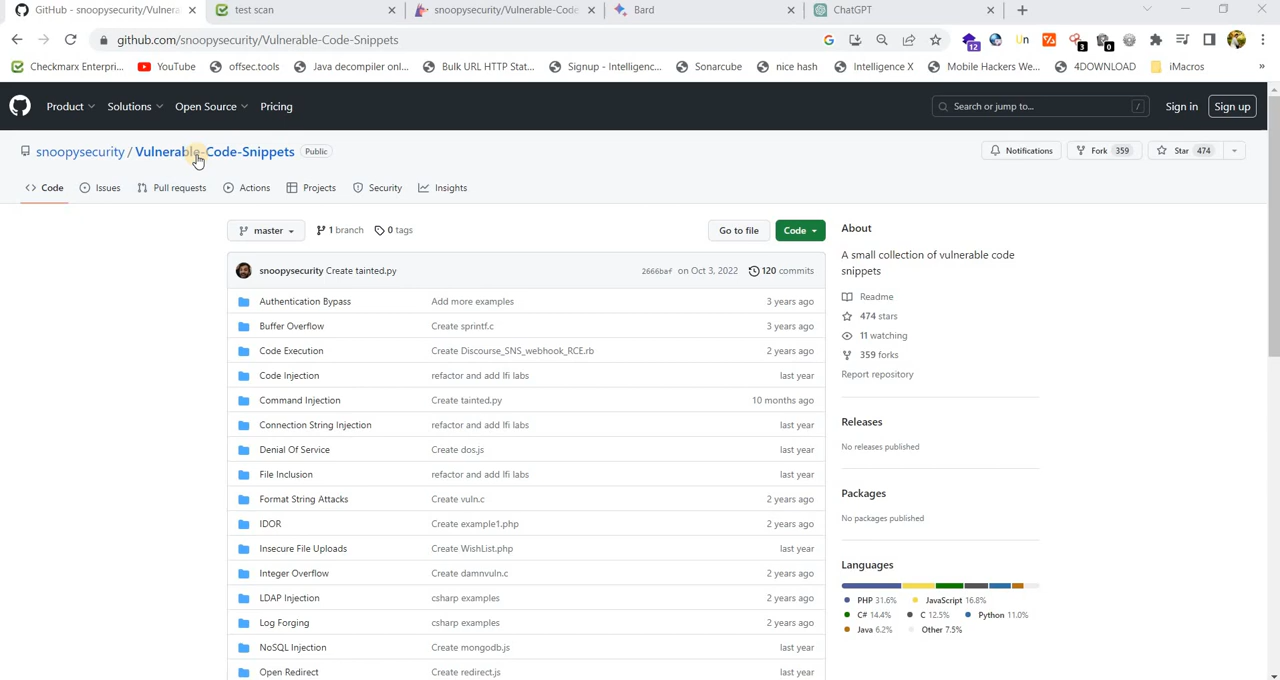 GitHub - snoopysecurity/Vulnera
test scan
snoopysecurity/Vulnerable-Code-
Bard
ChatGPT
github.com/snoopysecurity/Vulnerable-Code-Snippets
12
Un
3
0
Checkmarx Enterpri...
YouTube
offsec.tools
Java decompiler onl...
Bulk URL HTTP Stat...
Signup - Intelligenc...
Sonarcube
nice hash
Intelligence X
Mobile Hackers We...
4DOWNLOAD
iMacros
»
Product
Solutions
Open Source
Pricing
Search or jump to...
/
Sign in
Sign up
snoopysecurity / Vulnerable-Code-Snippets
Public
Notifications
Fork 359
Star 474
Code
Issues
Pull requests
Actions
Projects
Security
Insights
master
1 branch
0 tags
Go to file
Code
snoopysecurity Create tainted.py
2666baf on Oct 3, 2022
120 commits
Authentication Bypass Add more examples 3 years ago
Buffer Overflow Create sprintf.c 3 years ago
Code Execution Create Discourse_SNS_webhook_RCE.rb 2 years ago
Code Injection refactor and add lfi labs last year
Command Injection Create tainted.py 10 months ago
Connection String Injection refactor and add lfi labs last year
Denial Of Service Create dos.js last year
File Inclusion refactor and add lfi labs last year
Format String Attacks Create vuln.c 2 years ago
IDOR Create example1.php 2 years ago
Insecure File Uploads Create WishList.php last year
Integer Overflow Create damnvuln.c 2 years ago
LDAP Injection csharp examples 2 years ago
Log Forging csharp examples 2 years ago
NoSQL Injection Create mongodb.js last year
Open Redirect Create redirect.js last year
About
A small collection of vulnerable code
snippets
Readme
474 stars
11 watching
359 forks
Report repository
Releases
No releases published
Packages
No packages published
Languages
PHP 31.6% JavaScript 16.8%
C# 14.4% C 12.5% Python 11.0%
Java 6.2% Other 7.5%